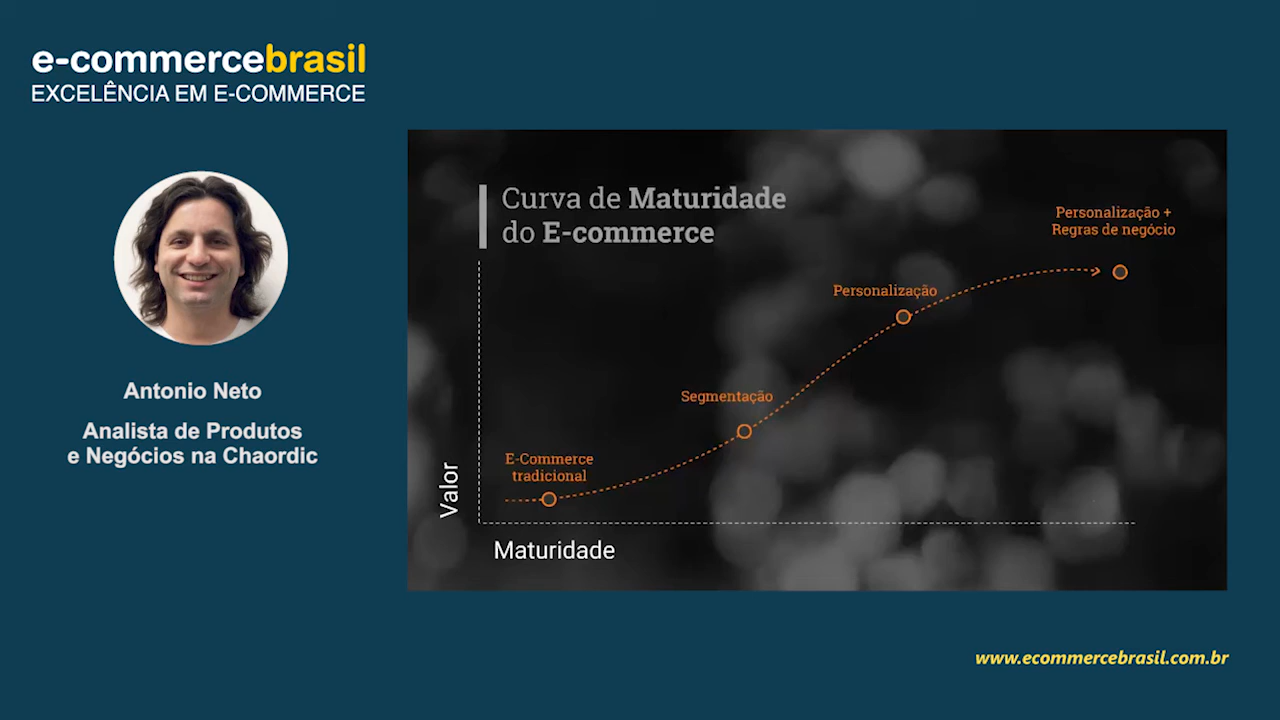 e-commercebrasil
EXCELÊNCIA EM E-COMMERCE
Antonio Neto
Analista de Produtos
e Negócios na Chaordic
Curva de Maturidade
do E-commerce
Personalização +
Regras de negócio
Personalização
Segmentação
E-Commerce
tradicional
Valor
Maturidade
www.ecommercebrasil.com.br